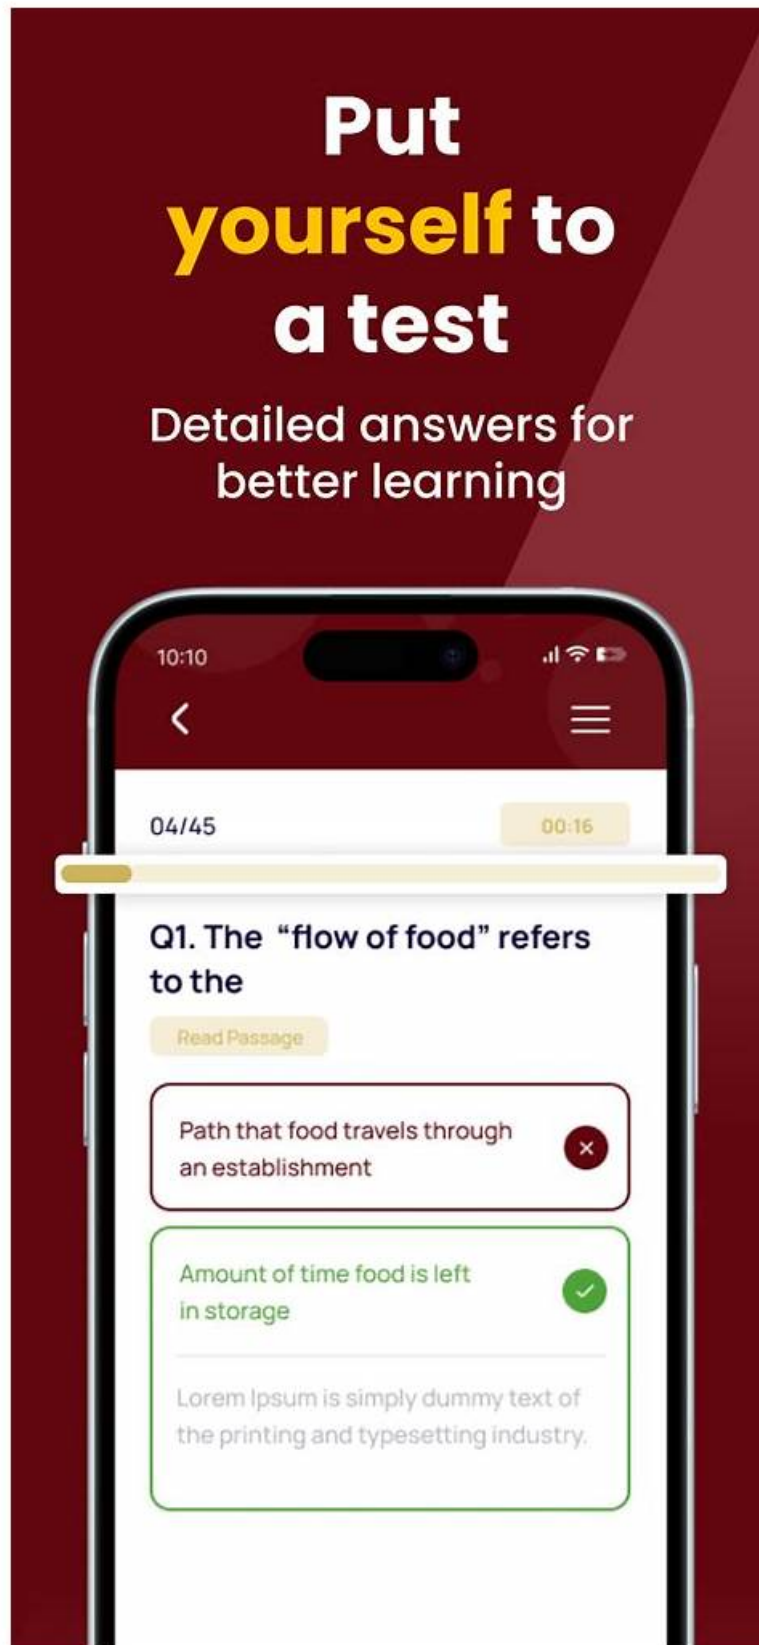 Put
yourself to
a test
Detailed answers for
better learning
10:10
04/45
00:16
Q1. The “flow of food” refers
to the
Read Passage
Path that food travels through
an establishment
Amount of time food is left
in storage
Lorem Ipsum is simply dummy text of
the printing and typesetting industry.